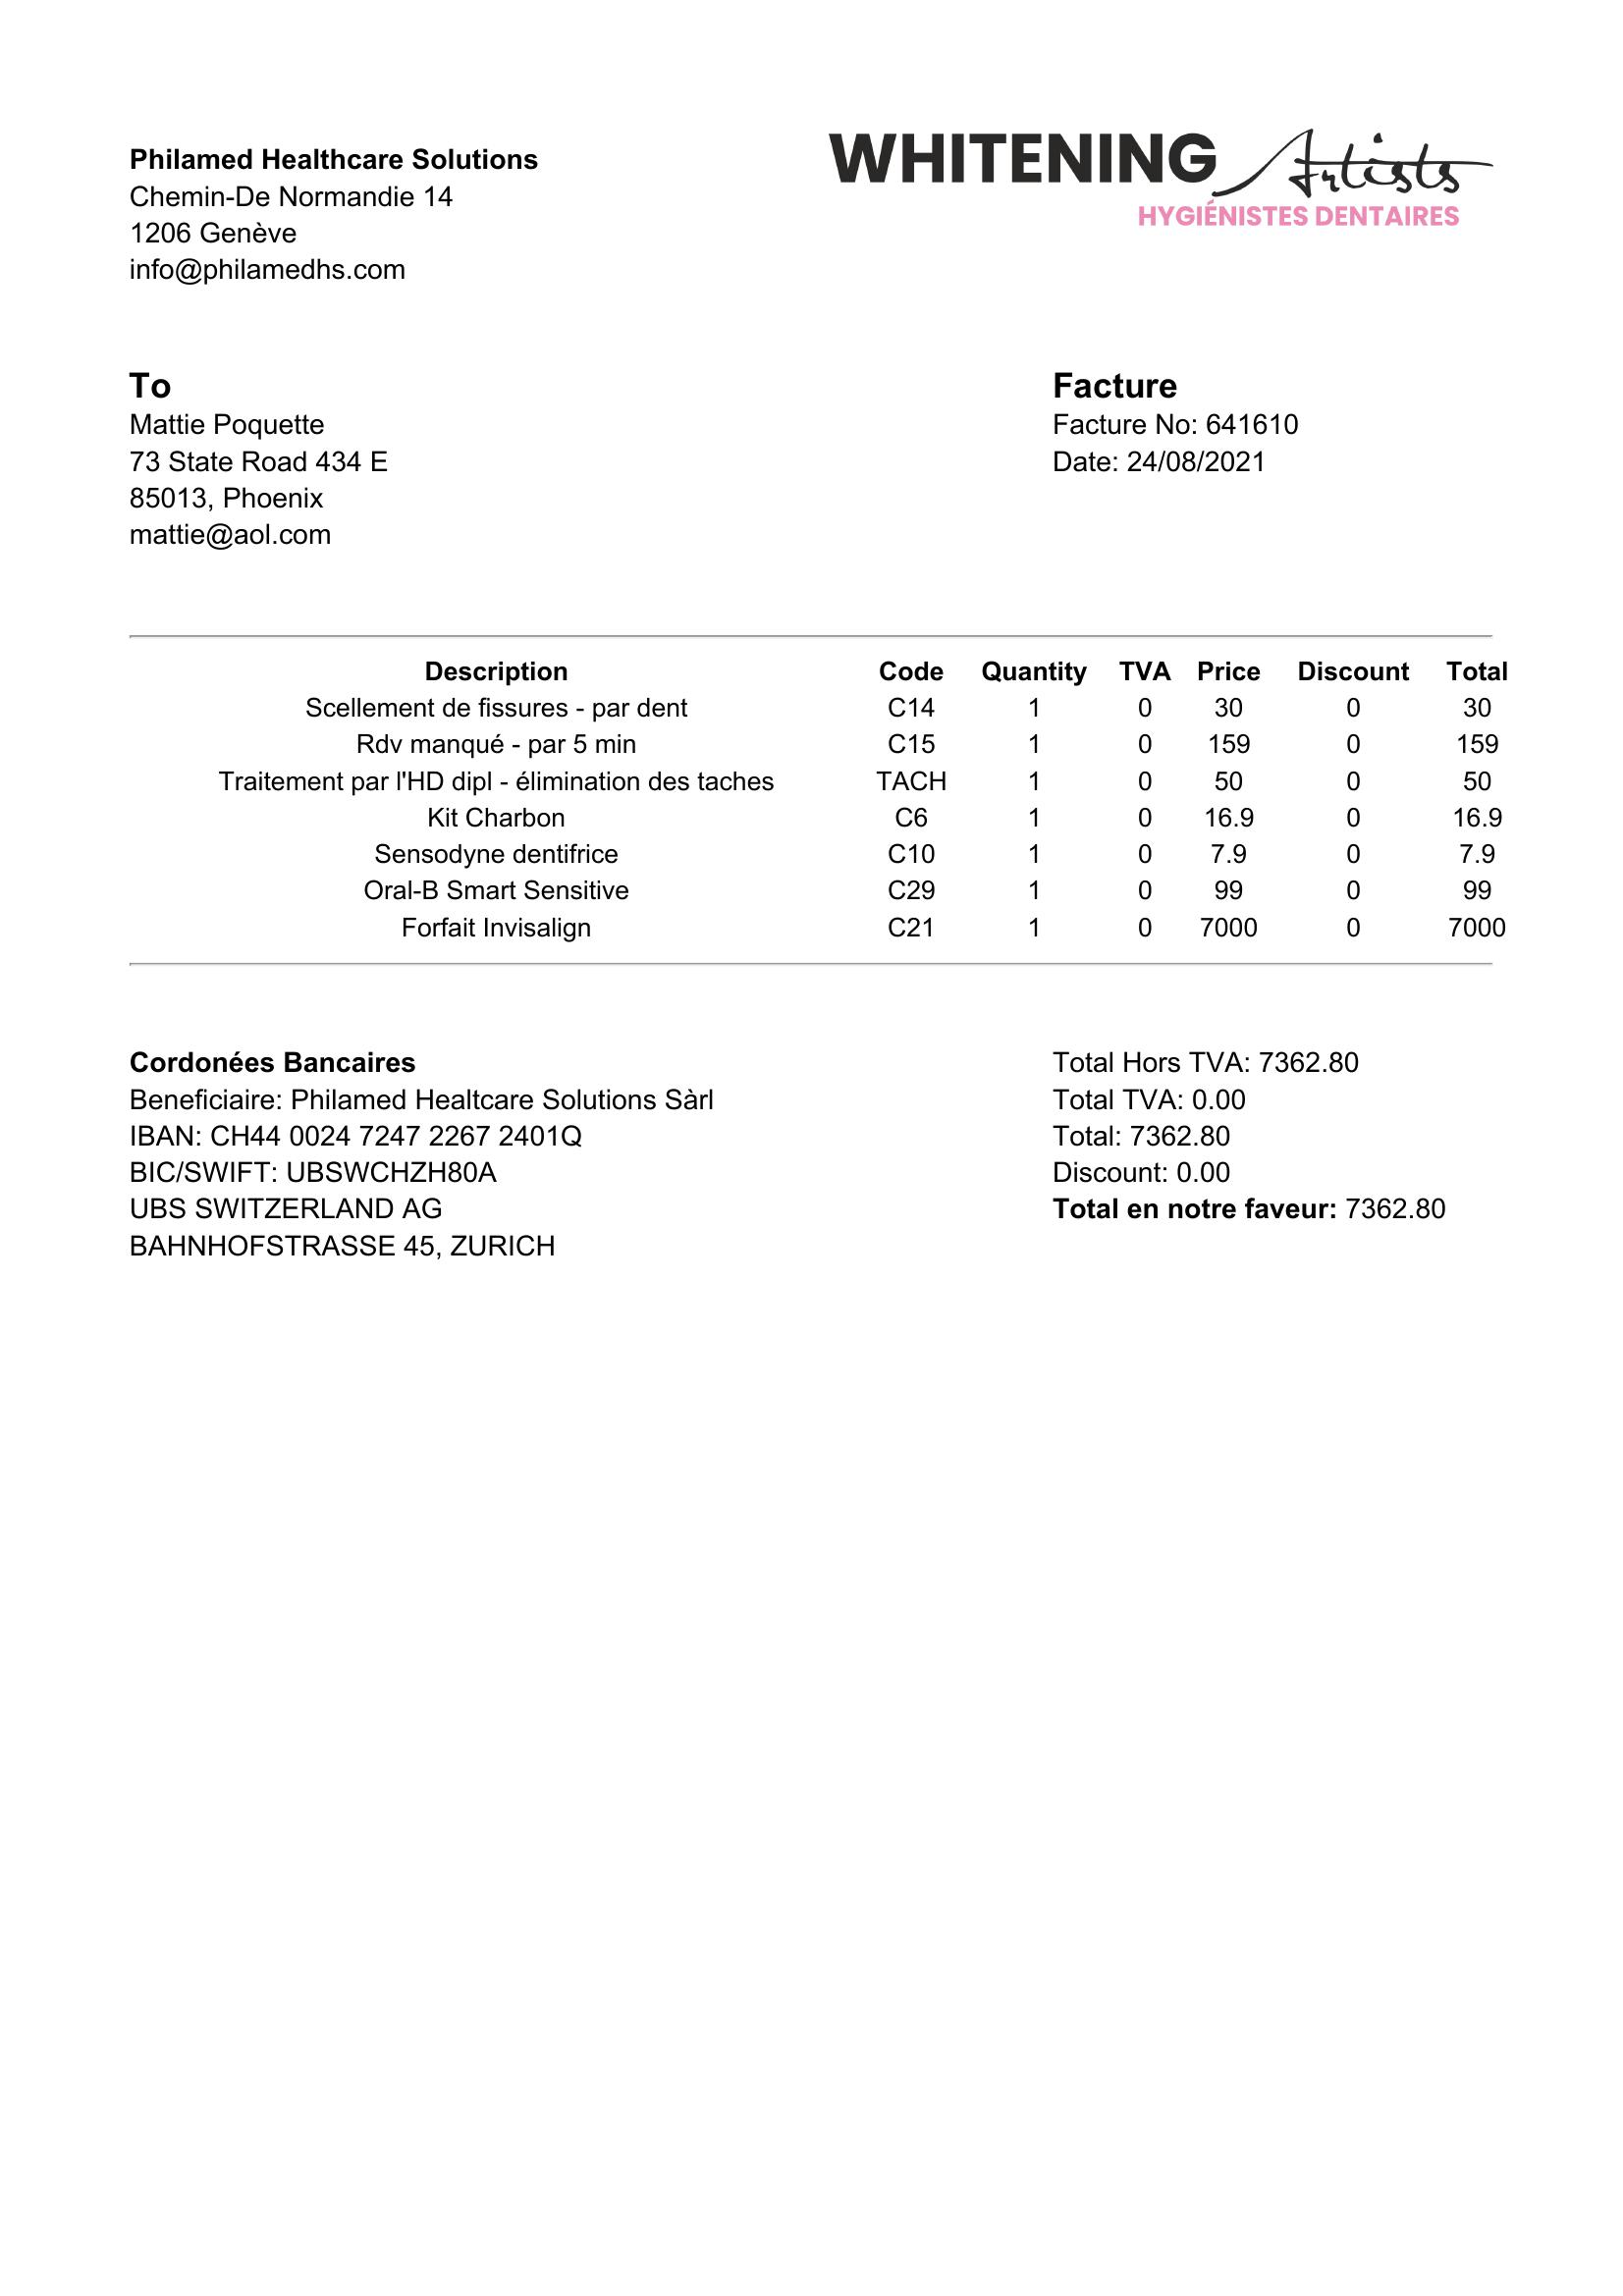 Philamed Healthcare Solutions
Chemin-De Normandie 14
1206 Genève
info@philamedhs.com
WHITENING Artists
HYGIÉNISTES DENTAIRES
To
Mattie Poquette
73 State Road 434 E
85013, Phoenix
mattie@aol.com
Facture
Facture No: 641610
Date: 24/08/2021
Description Code Quantity TVA Price Discount Total
Scellement de fissures - par dent C14 1 0 30 0 30
Rdv manqué - par 5 min C15 1 0 159 0 159
Traitement par l'HD dipl - élimination des taches TACH 1 0 50 0 50
Kit Charbon C6 1 0 16.9 0 16.9
Sensodyne dentifrice C10 1 0 7.9 0 7.9
Oral-B Smart Sensitive C29 1 0 99 0 99
Forfait Invisalign C21 1 0 7000 0 7000
Cordonées Bancaires
Beneficiaire: Philamed Healtcare Solutions Sàrl
IBAN: CH44 0024 7247 2267 2401Q
BIC/SWIFT: UBSWCHZH80A
UBS SWITZERLAND AG
BAHNHOFSTRASSE 45, ZURICH
Total Hors TVA: 7362.80
Total TVA: 0.00
Total: 7362.80
Discount: 0.00
Total en notre faveur: 7362.80